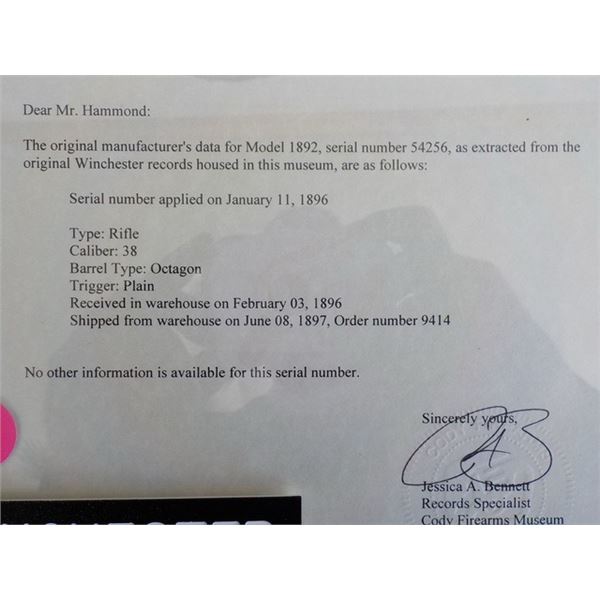 Dear Mr. Hammond:
The original manufacturer's data for Model 1892, serial number 54256, as extracted from the
original Winchester records housed in this museum, are as follows:
Serial number applied on January 11, 1896
Type: Rifle
Caliber: 38
Barrel Type: Octagon
Trigger: Plain
Received in warehouse on February 03, 1896
Shipped from warehouse on June 08, 1897, Order number 9414
No other information is available for this serial number.
Sincerely yours,
Jessica A. Bennett
Records Specialist
Cody Firearms Museum